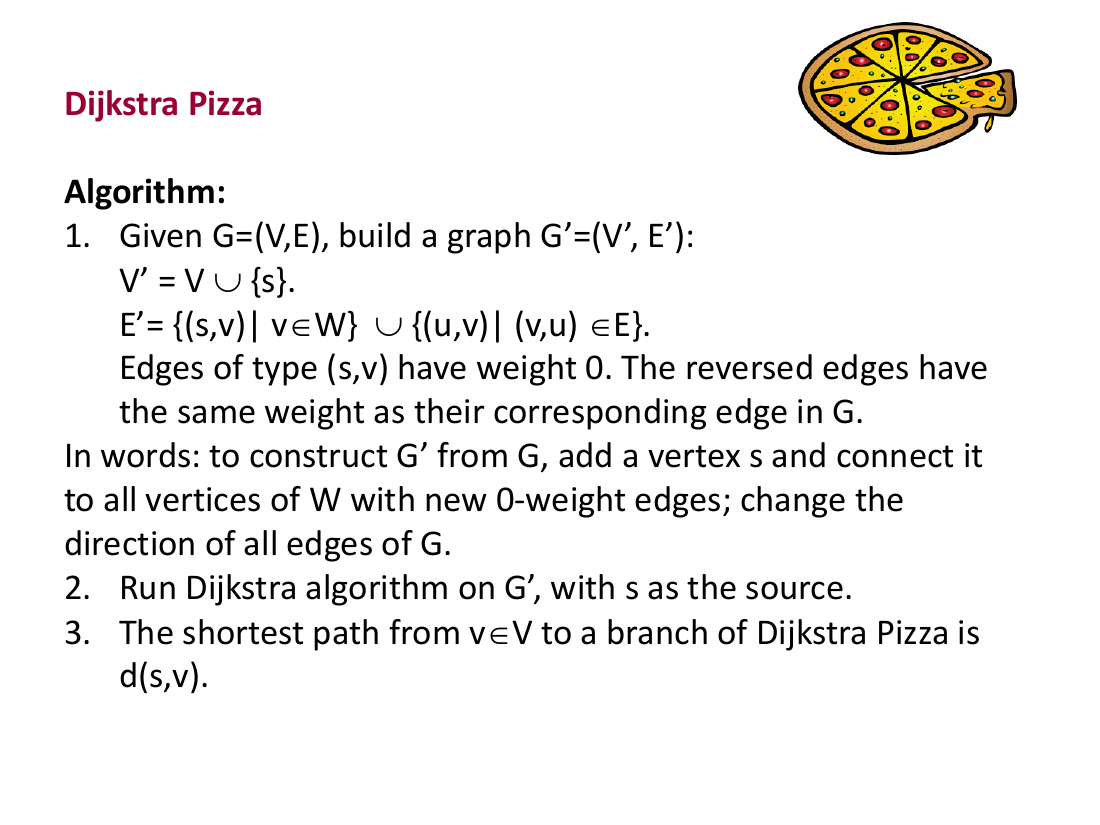 Dijkstra Pizza
Algorithm:
1. Given G=(V,E), build a graph G’=(V’, E’):
V’ = V ∪ {s}.
E’= {(s,v)| v∈W} ∪ {(u,v)| (v,u) ∈E}.
Edges of type (s,v) have weight 0. The reversed edges have
the same weight as their corresponding edge in G.
In words: to construct G’ from G, add a vertex s and connect it
to all vertices of W with new 0-weight edges; change the
direction of all edges of G.
2. Run Dijkstra algorithm on G’, with s as the source.
3. The shortest path from v∈V to a branch of Dijkstra Pizza is
d(s,v).